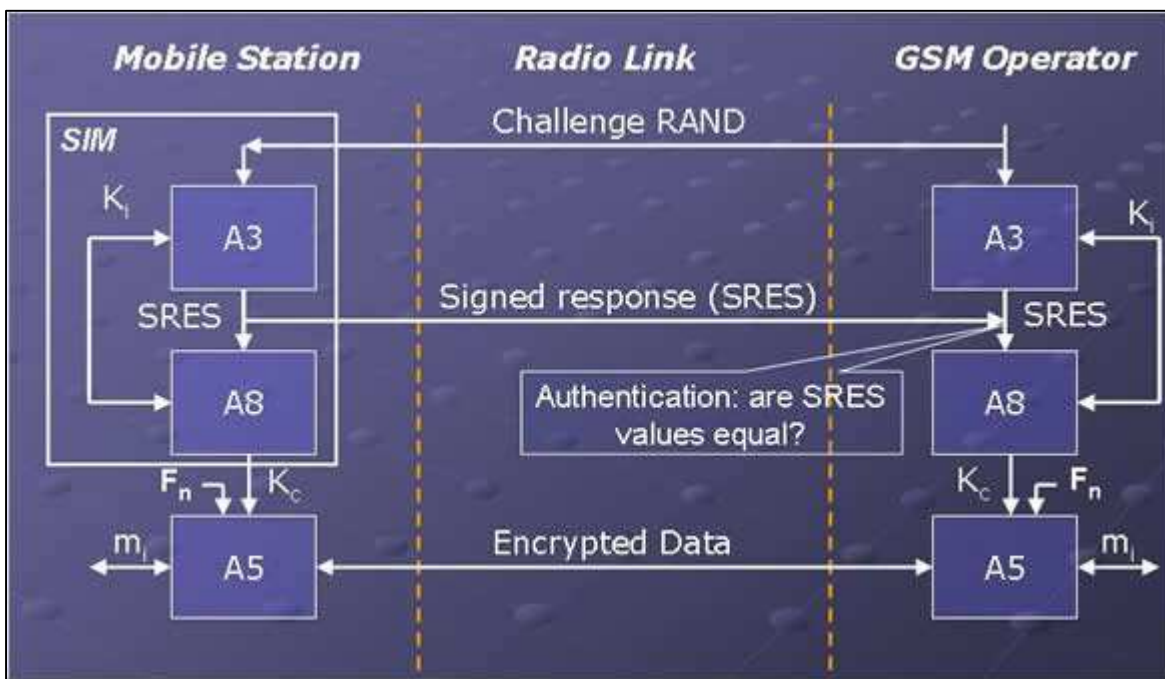 Mobile Station
Radio Link
GSM Operator
SIM
Challenge RAND
Ki
A3
A3
Ki
SRES
Signed response (SRES)
SRES
A8
Authentication: are SRES
values equal?
A8
Fn
Kc
Kc
Fn
mi
A5
Encrypted Data
A5
mi